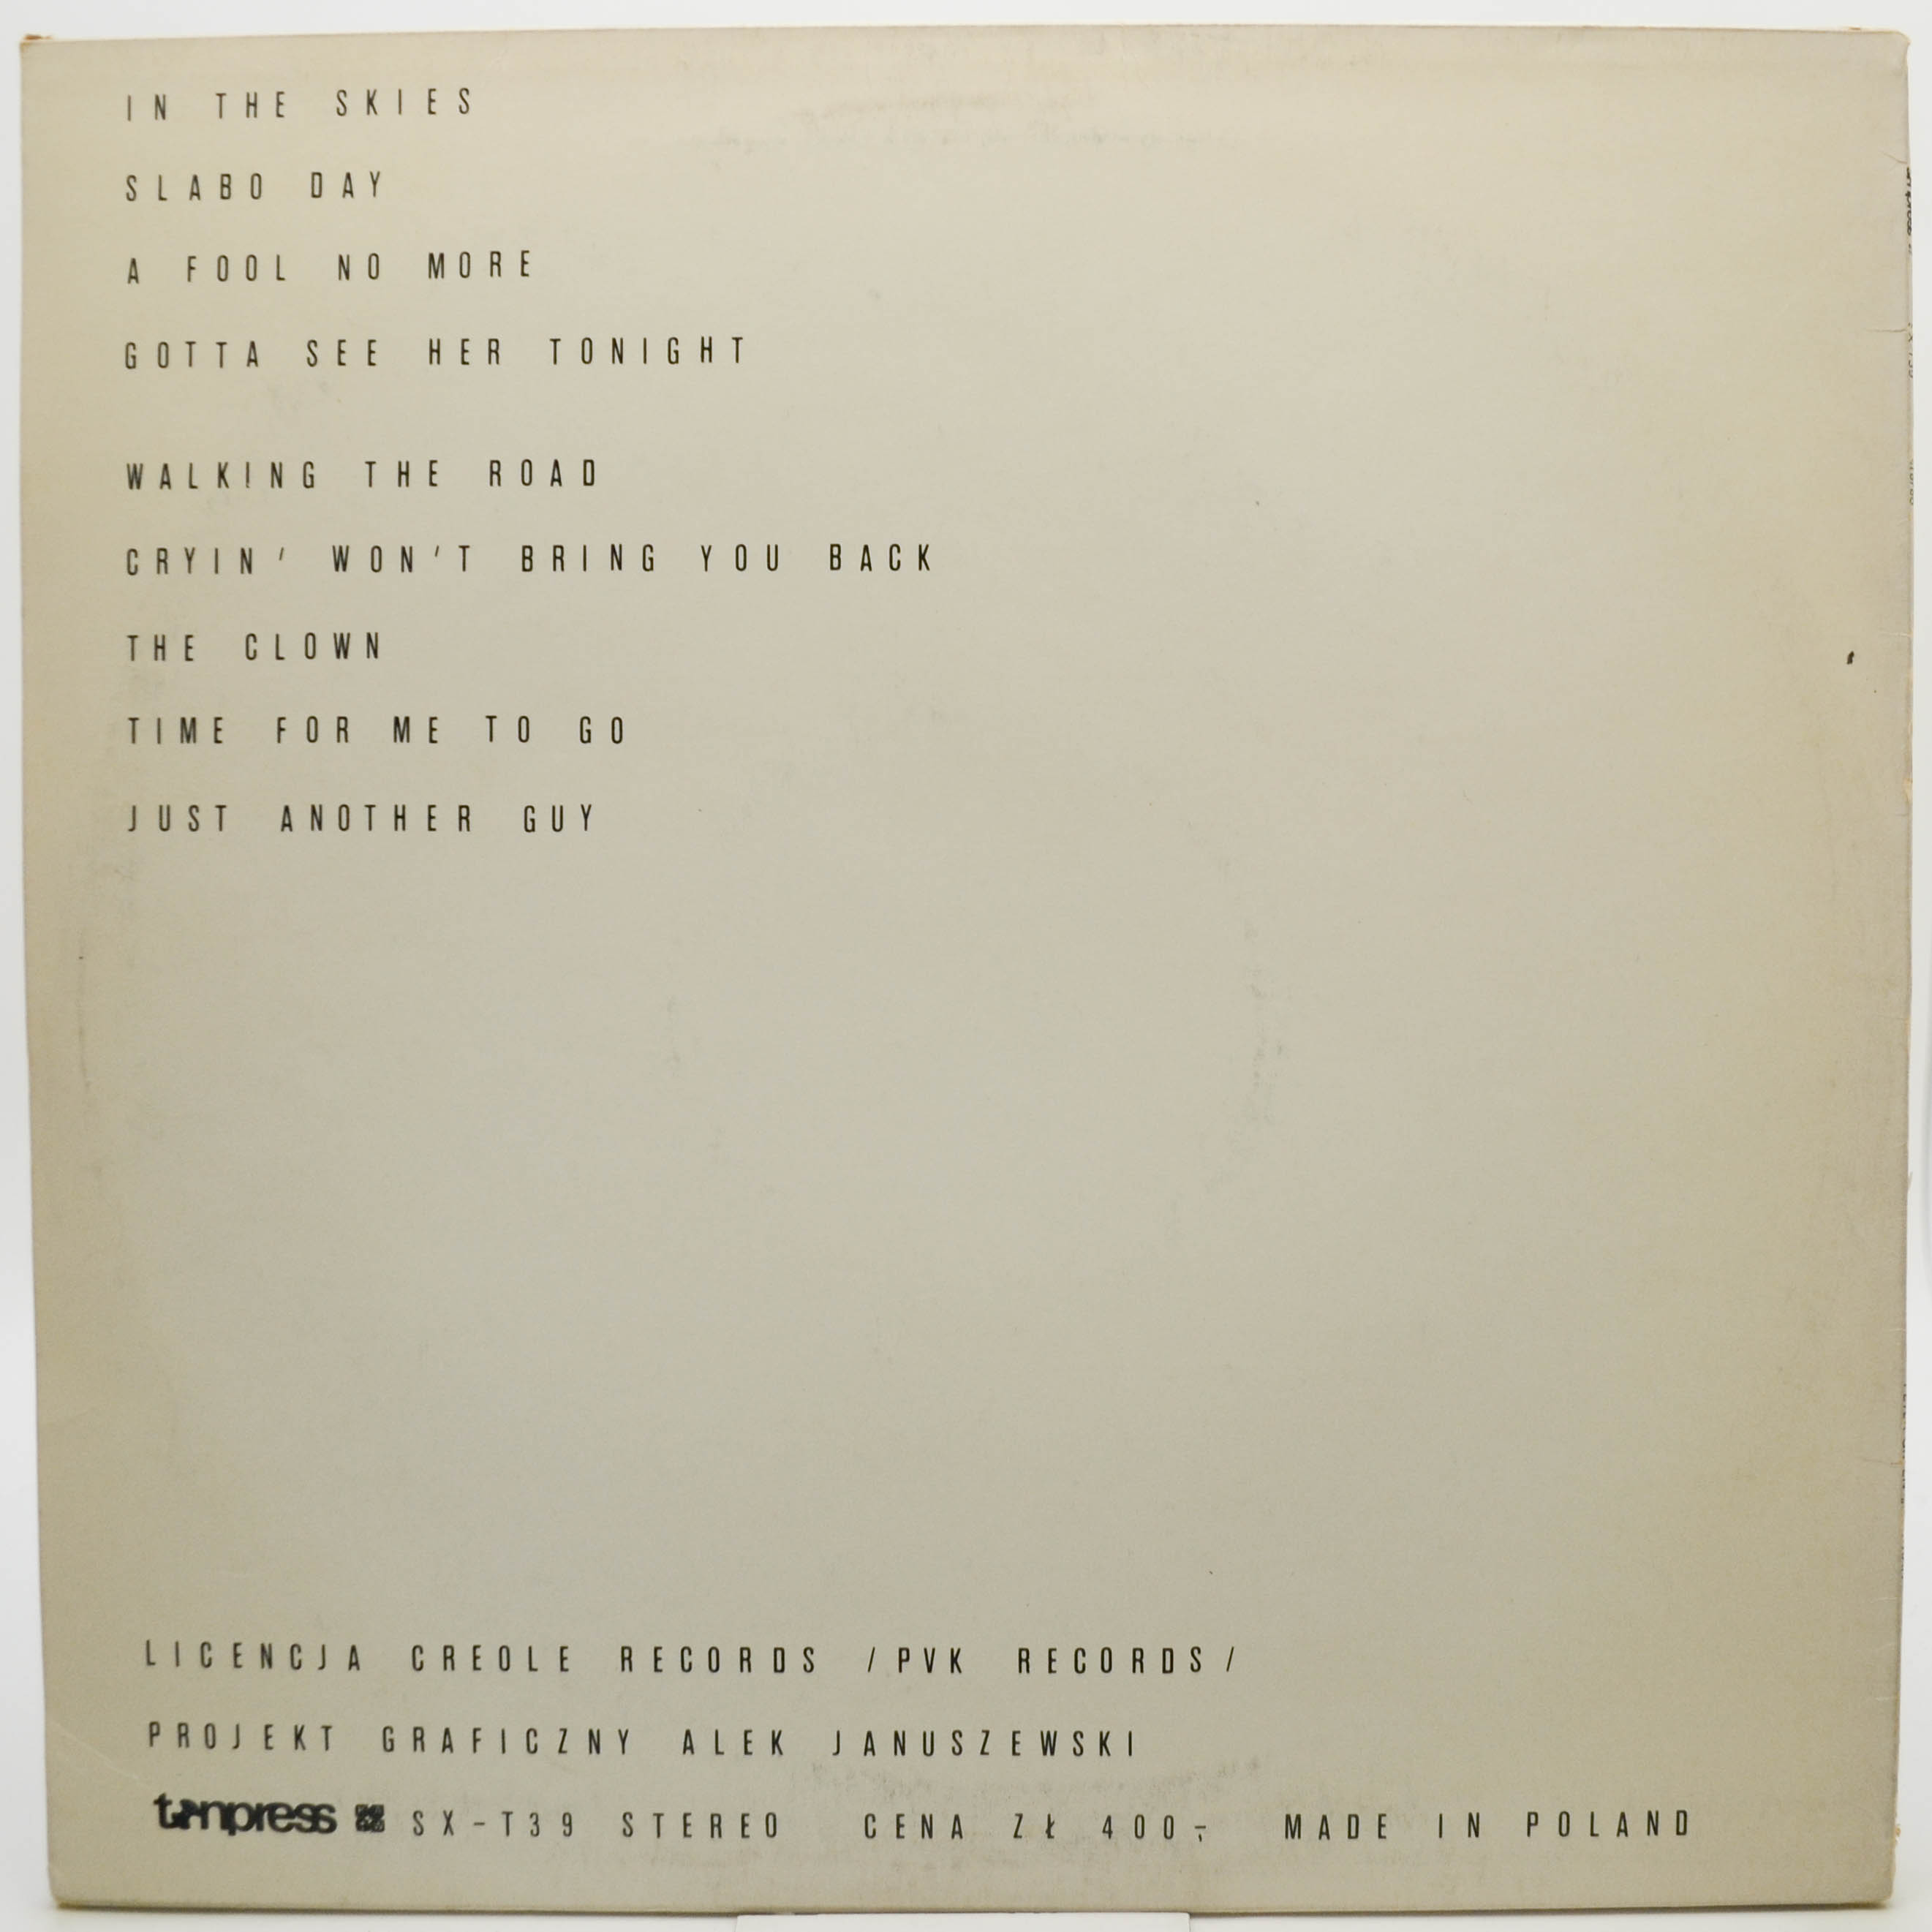 IN THE SKIES
SLABO DAY
A FOOL NO MORE
GOTTA SEE HER TONIGHT
WALKING THE ROAD
CRYIN' WON'T BRING YOU BACK
THE CLOWN
TIME FOR ME TO GO
JUST ANOTHER GUY
LICENCJA CREOLE RECORDS /PVK RECORDS/
PROJEKT GRAFICZNY ALEK JANUSZEWSKI
tonpress SX-T39 STEREO CENA ZŁ 400,- MADE IN POLAND